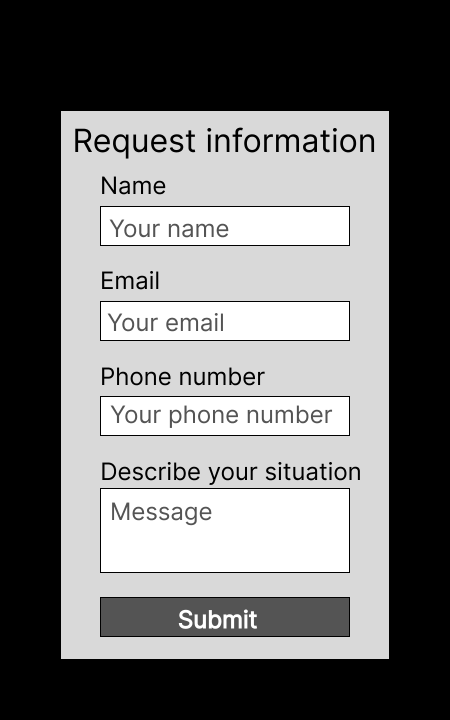 Request information
Name
Your name
Email
Your email
Phone number
Your phone number
Describe your situation
Message
Submit